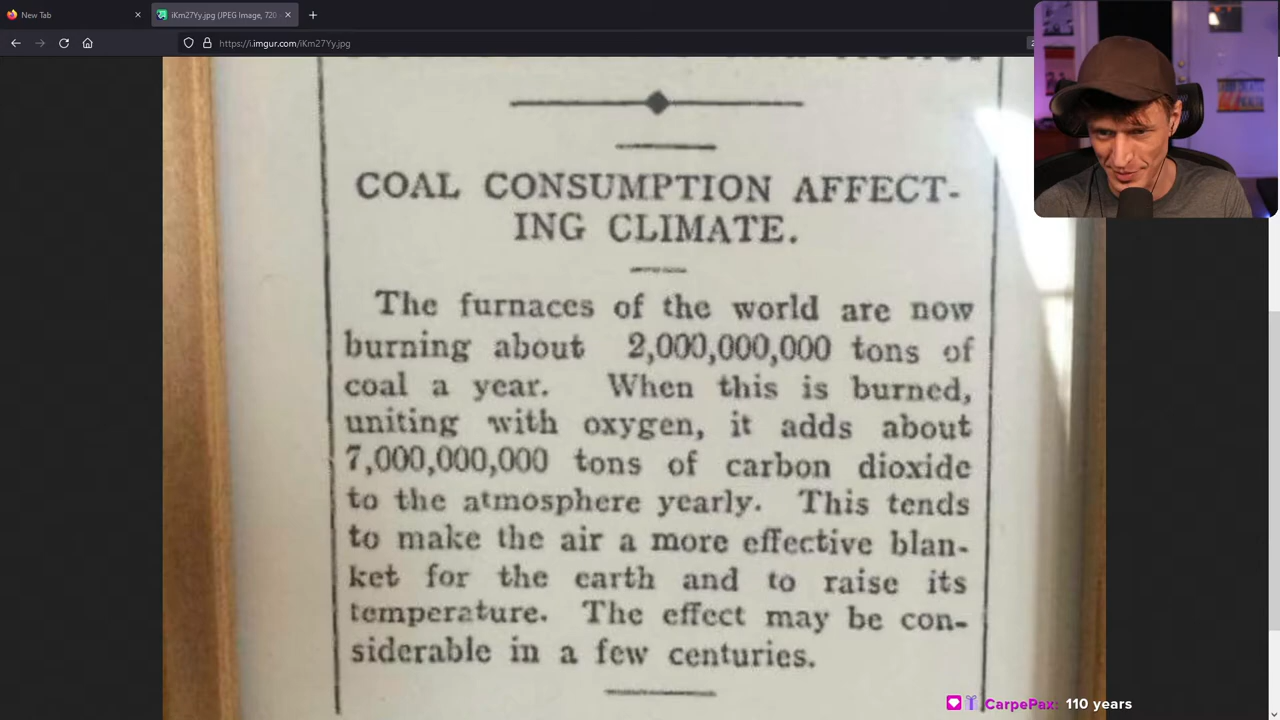 New Tab
iKm27Yy.jpg (JPEG Image, 720
https://i.imgur.com/iKm27Yy.jpg
COAL CONSUMPTION AFFECT-
ING CLIMATE.
The furnaces of the world are now
burning about 2,000,000,000 tons of
coal a year. When this is burned,
uniting with oxygen, it adds about
7,000,000,000 tons of carbon dioxide
to the atmosphere yearly. This tends
to make the air a more effective blan-
ket for the earth and to raise its
temperature. The effect may be con-
siderable in a few centuries.
CarpePax: 110 years